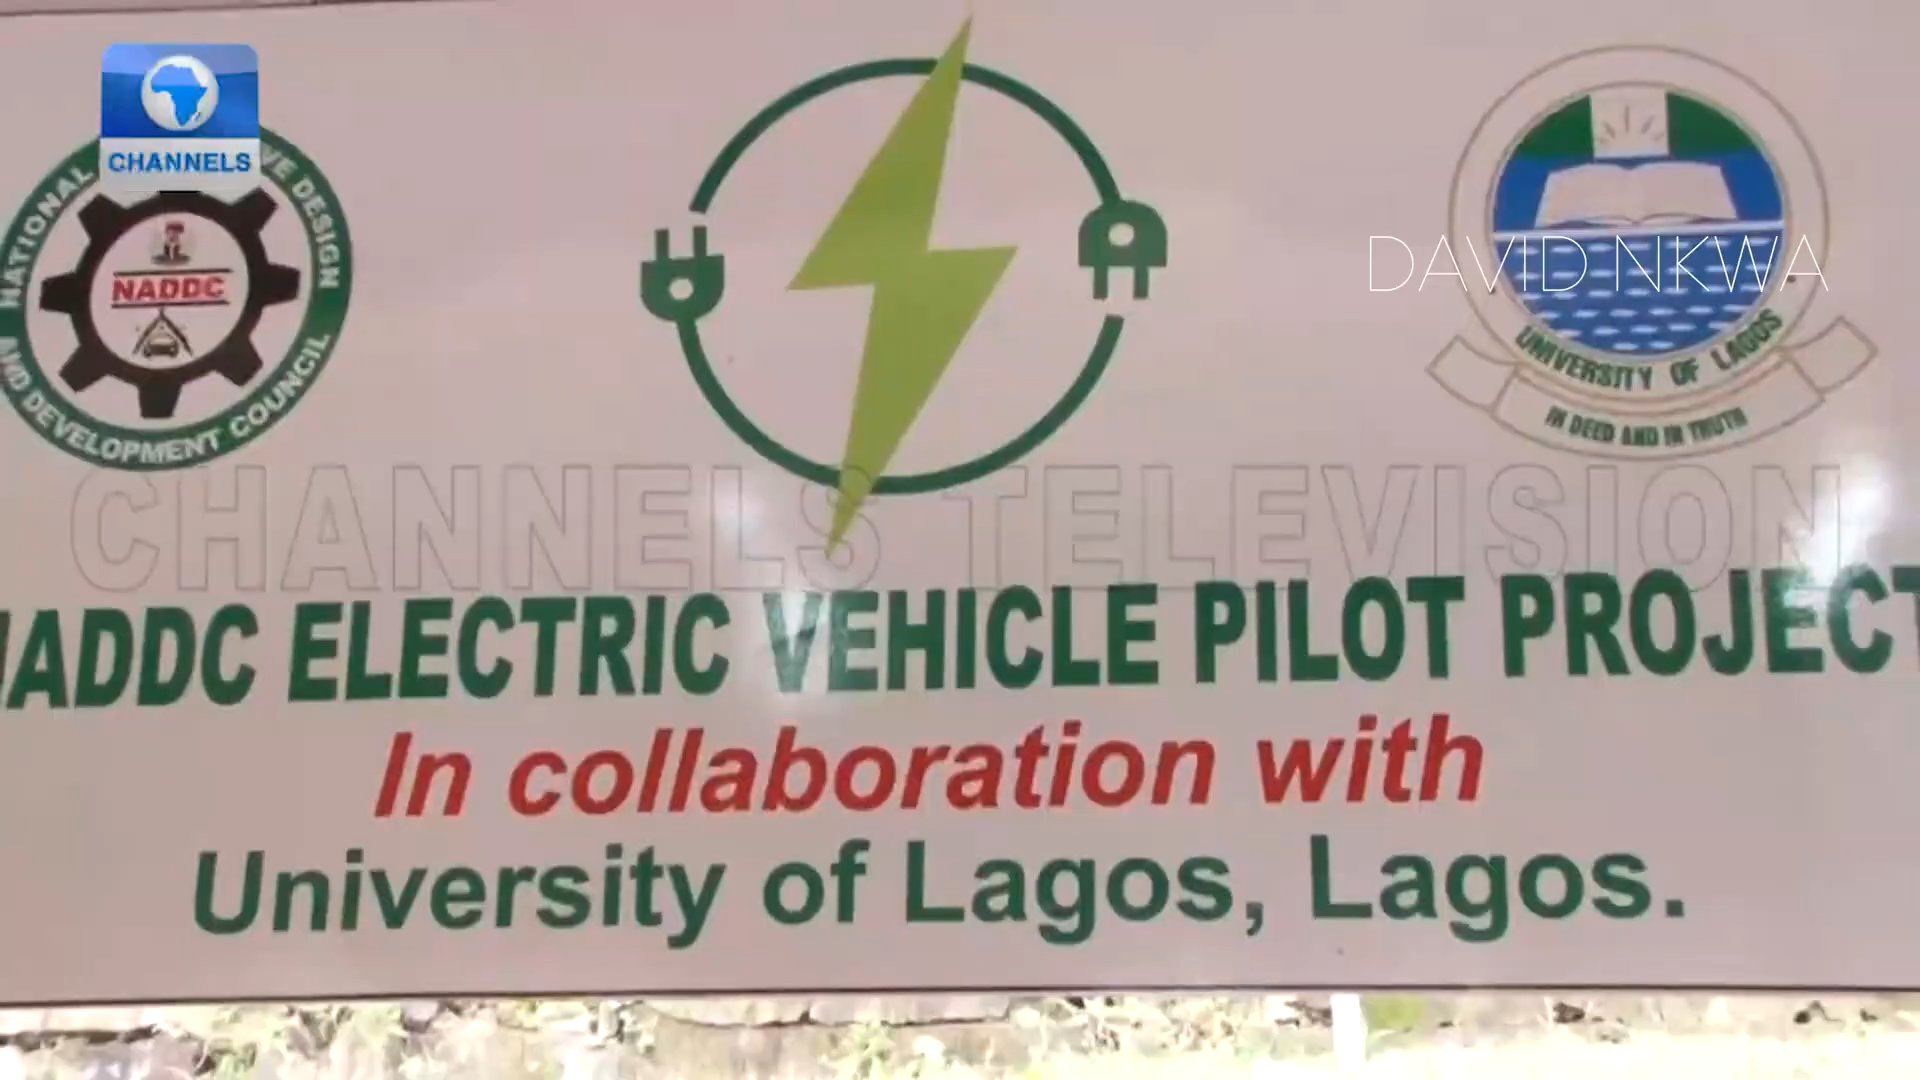 CHANNELS
NATIONAL VE DESIGN
AND DEVELOPMENT COUNCIL
NADDC
DAVID NKWA
UNIVERSITY OF LAGOS
IN DEED AND IN TRUTH
CHANNELS TELEVISION
NADDC ELECTRIC VEHICLE PILOT PROJECT
In collaboration with
University of Lagos, Lagos.